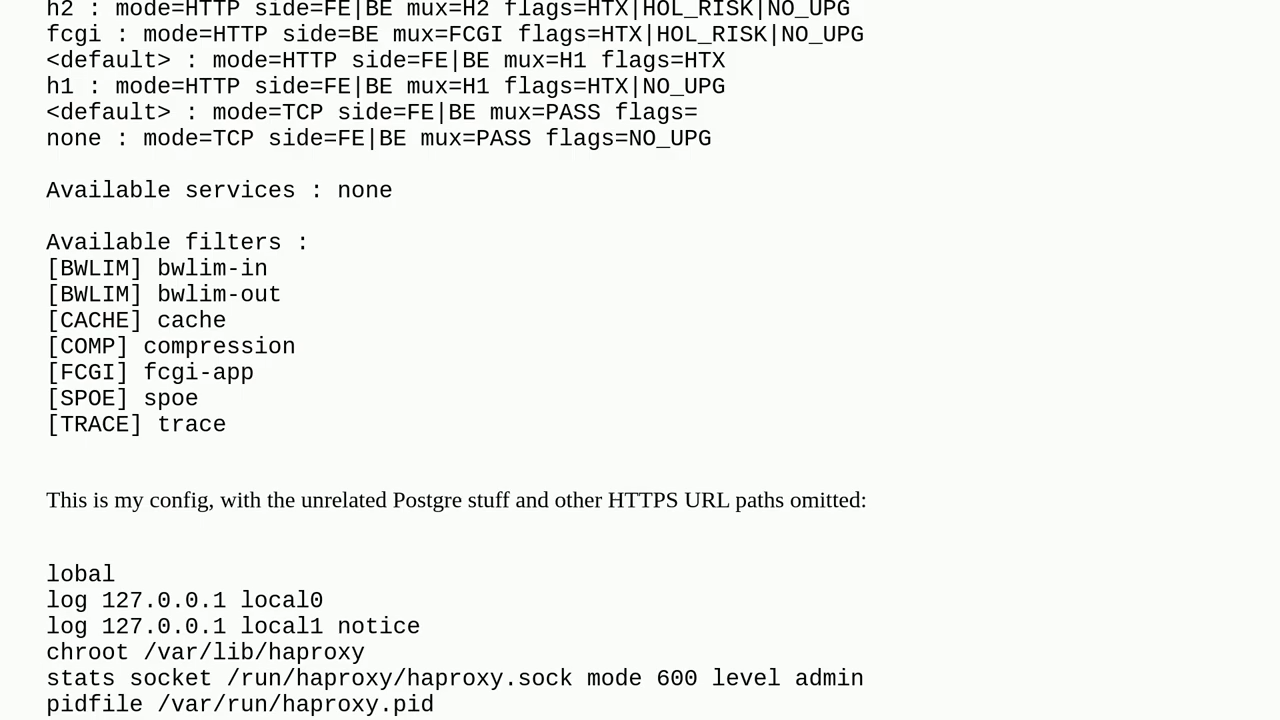 h2 : mode=HTTP side=FE|BE mux=H2 flags=HTX|HOL_RISK|NO_UPG
fcgi : mode=HTTP side=BE mux=FCGI flags=HTX|HOL_RISK|NO_UPG
<default> : mode=HTTP side=FE|BE mux=H1 flags=HTX
h1 : mode=HTTP side=FE|BE mux=H1 flags=HTX|NO_UPG
<default> : mode=TCP side=FE|BE mux=PASS flags=
none : mode=TCP side=FE|BE mux=PASS flags=NO_UPG
Available services : none
Available filters :
[BWLIM] bwlim-in
[BWLIM] bwlim-out
[CACHE] cache
[COMP] compression
[FCGI] fcgi-app
[SPOE] spoe
[TRACE] trace
This is my config, with the unrelated Postgre stuff and other HTTPS URL paths omitted:
lobal
log 127.0.0.1 local0
log 127.0.0.1 local1 notice
chroot /var/lib/haproxy
stats socket /run/haproxy/haproxy.sock mode 600 level admin
pidfile /var/run/haproxy.pid